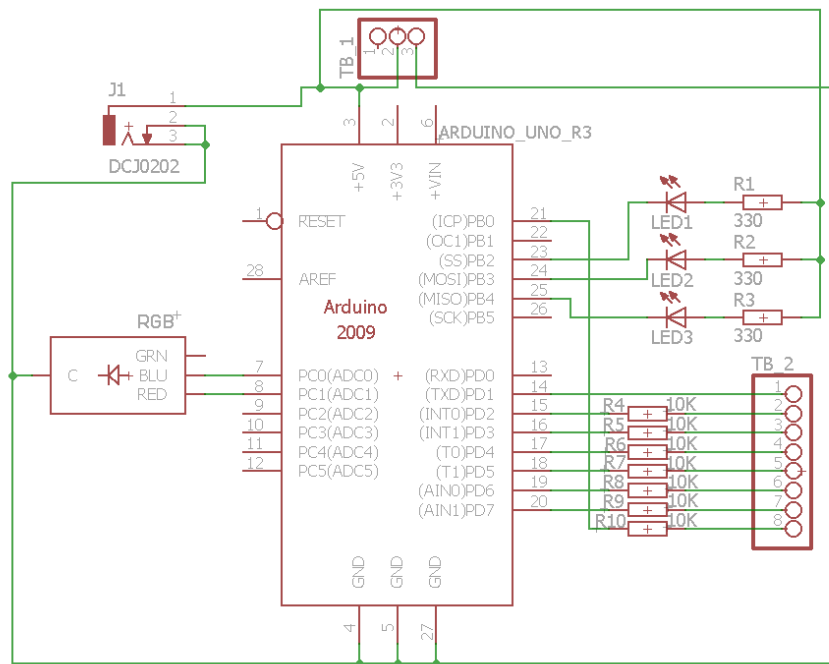 TB_1
1
2
3
J1
1
2
3
DCJ0202
3
2
6
ARDUINO_UNO_R3
+5V
+3V3
+VIN
1
RESET
28
AREF
Arduino
2009
(ICP)PB0
21
(OC1)PB1
22
(SS)PB2
23
(MOSI)PB3
24
(MISO)PB4
25
(SCK)PB5
26
LED1
R1
330
LED2
R2
330
LED3
R3
330
RGB
GRN
C
BLU
RED
7
PC0(ADC0)
8
PC1(ADC1)
9
PC2(ADC2)
10
PC3(ADC3)
11
PC4(ADC4)
12
PC5(ADC5)
(RXD)PD0
13
(TXD)PD1
14
(INT0)PD2
15
(INT1)PD3
16
(T0)PD4
17
(T1)PD5
18
(AIN0)PD6
19
(AIN1)PD7
20
R4
10K
R5
10K
R6
10K
R7
10K
R8
10K
R9
10K
R10
10K
TB_2
1
2
3
4
5
6
7
8
GND
GND
GND
4
5
27